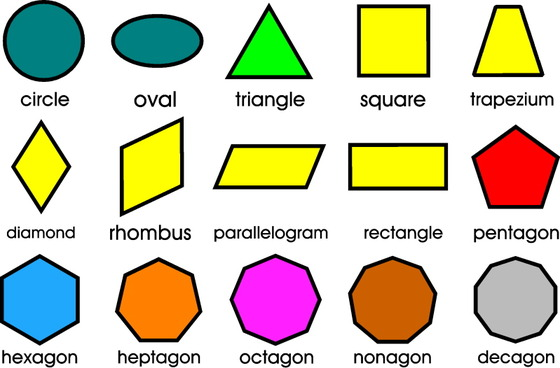 circle oval triangle square trapezium
diamond rhombus parallelogram rectangle pentagon
hexagon heptagon octagon nonagon decagon